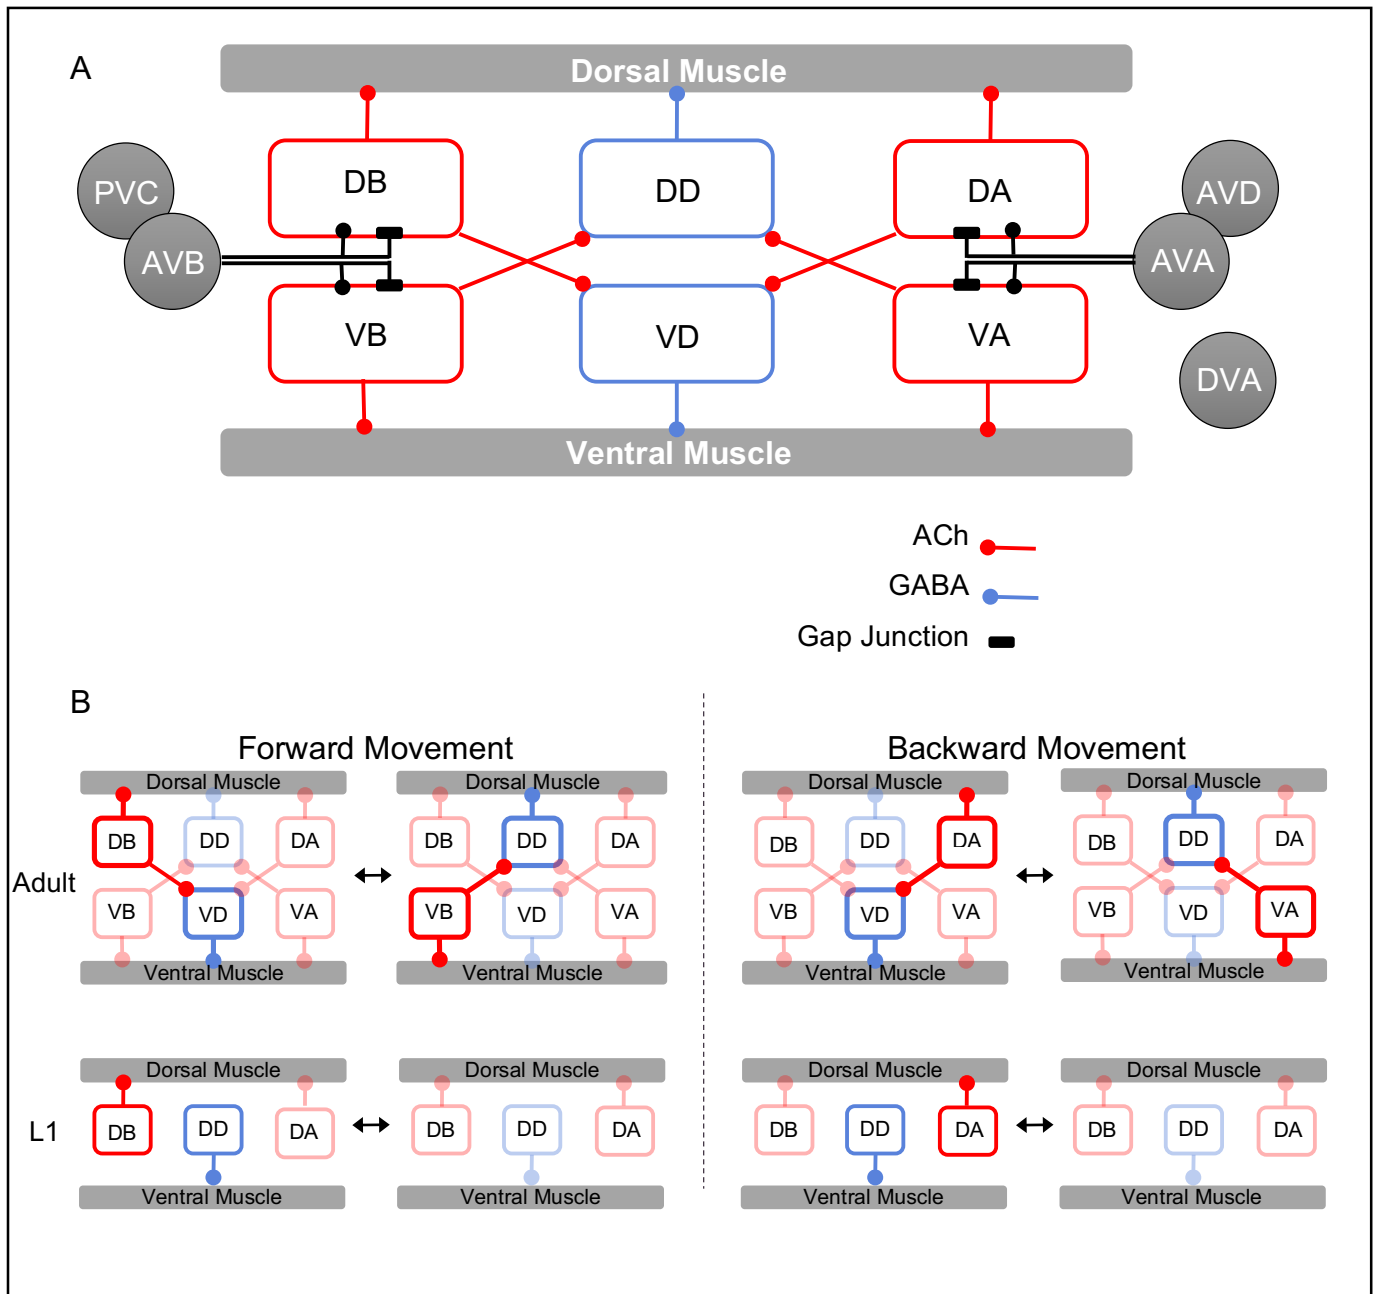 A
Dorsal Muscle
DB
DD
DA
PVC
AVD
AVB
AVA
VB
VD
VA
DVA
Ventral Muscle
ACh
GABA
Gap Junction
B
Forward Movement
Backward Movement
Adult
Dorsal Muscle
DB
DD
DA
VB
VD
VA
Ventral Muscle
Dorsal Muscle
DB
DD
DA
VB
VD
VA
Ventral Muscle
Dorsal Muscle
DB
DD
DA
VB
VD
VA
Ventral Muscle
Dorsal Muscle
DB
DD
DA
VB
VD
VA
Ventral Muscle
L1
Dorsal Muscle
DB
DD
DA
Ventral Muscle
Dorsal Muscle
DB
DD
DA
Ventral Muscle
Dorsal Muscle
DB
DD
DA
Ventral Muscle
Dorsal Muscle
DB
DD
DA
Ventral Muscle